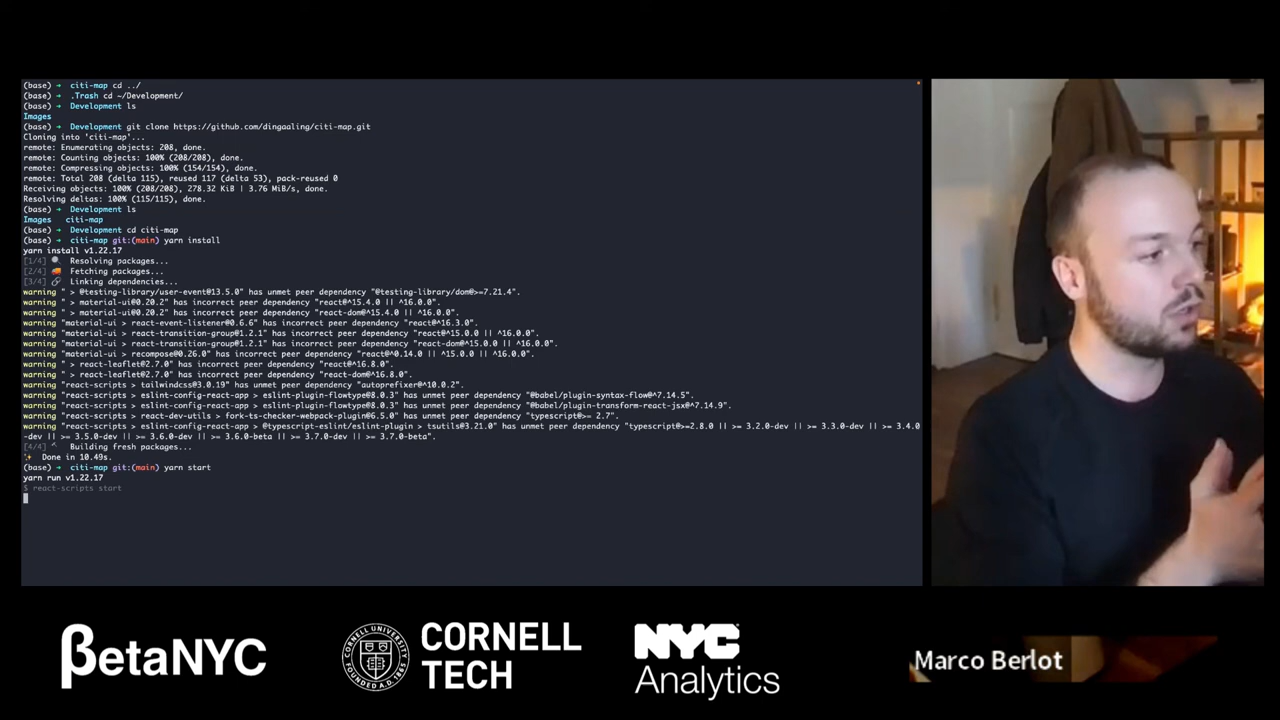 (base) → citi-map cd ../
(base) → .Trash cd ~/Development/
(base) → Development ls
Images
(base) → Development git clone https://github.com/dingaaling/citi-map.git
Cloning into 'citi-map'...
remote: Enumerating objects: 208, done.
remote: Counting objects: 100% (208/208), done.
remote: Compressing objects: 100% (154/154), done.
remote: Total 208 (delta 115), reused 117 (delta 53), pack-reused 0
Receiving objects: 100% (208/208), 278.32 KiB | 3.76 MiB/s, done.
Resolving deltas: 100% (115/115), done.
(base) → Development ls
Images citi-map
(base) → Development cd citi-map
(base) → citi-map git:(main) yarn install
yarn install v1.22.17
[1/4] 🔍 Resolving packages...
[2/4] 🚚 Fetching packages...
[3/4] 🔗 Linking dependencies...
warning " > @testing-library/user-event@13.5.0" has unmet peer dependency "@testing-library/dom@>=7.21.4".
warning " > material-ui@0.20.2" has incorrect peer dependency "react@^15.4.0 || ^16.0.0".
warning " > material-ui@0.20.2" has incorrect peer dependency "react-dom@^15.4.0 || ^16.0.0".
warning "material-ui > react-event-listener@0.6.6" has incorrect peer dependency "react@^16.3.0".
warning "material-ui > react-transition-group@1.2.1" has incorrect peer dependency "react@^15.0.0 || ^16.0.0".
warning "material-ui > react-transition-group@1.2.1" has incorrect peer dependency "react-dom@^15.0.0 || ^16.0.0".
warning "material-ui > recompose@0.26.0" has incorrect peer dependency "react@^0.14.0 || ^15.0.0 || ^16.0.0".
warning " > react-leaflet@2.7.0" has incorrect peer dependency "react@^16.8.0".
warning " > react-leaflet@2.7.0" has incorrect peer dependency "react-dom@^16.8.0".
warning "react-scripts > tailwindcss@3.0.19" has unmet peer dependency "autoprefixer@^10.0.2".
warning "react-scripts > eslint-config-react-app > eslint-plugin-flowtype@8.0.3" has unmet peer dependency "@babel/plugin-syntax-flow@^7.14.5".
warning "react-scripts > eslint-config-react-app > eslint-plugin-flowtype@8.0.3" has unmet peer dependency "@babel/plugin-transform-react-jsx@^7.14.9".
warning "react-scripts > react-dev-utils > fork-ts-checker-webpack-plugin@6.5.0" has unmet peer dependency "typescript@>= 2.7".
warning "react-scripts > eslint-config-react-app > @typescript-eslint/eslint-plugin > tsutils@3.21.0" has unmet peer dependency "typescript@>=2.8.0 || >= 3.2.0-dev || >= 3.3.0-dev || >= 3.4.0
-dev || >= 3.5.0-dev || >= 3.6.0-dev || >= 3.6.0-beta || >= 3.7.0-dev || >= 3.7.0-beta".
[4/4] Building fresh packages...
✨ Done in 10.49s.
(base) → citi-map git:(main) yarn start
yarn run v1.22.17
$ react-scripts start
βetaNYC
CORNELL UNIVERSITY
FOUNDED A.D. 1865
CORNELL
TECH
NYC
Analytics
Marco Berlot